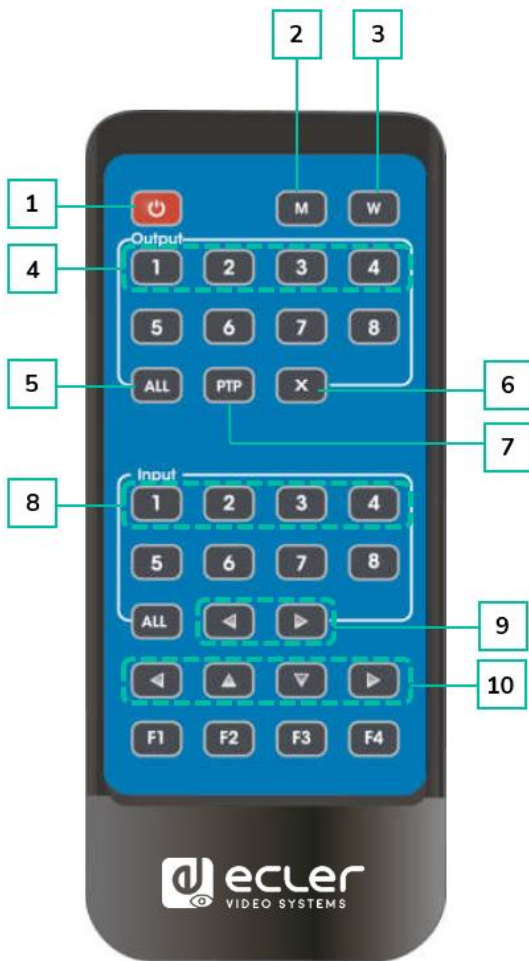 2 3
1 M W
Output
4 1 2 3 4
5 6 7 8
5 ALL PTP X 6
7
Input
8 1 2 3 4
5 6 7 8
ALL 9
10
F1 F2 F3 F4
ecler
VIDEO SYSTEMS